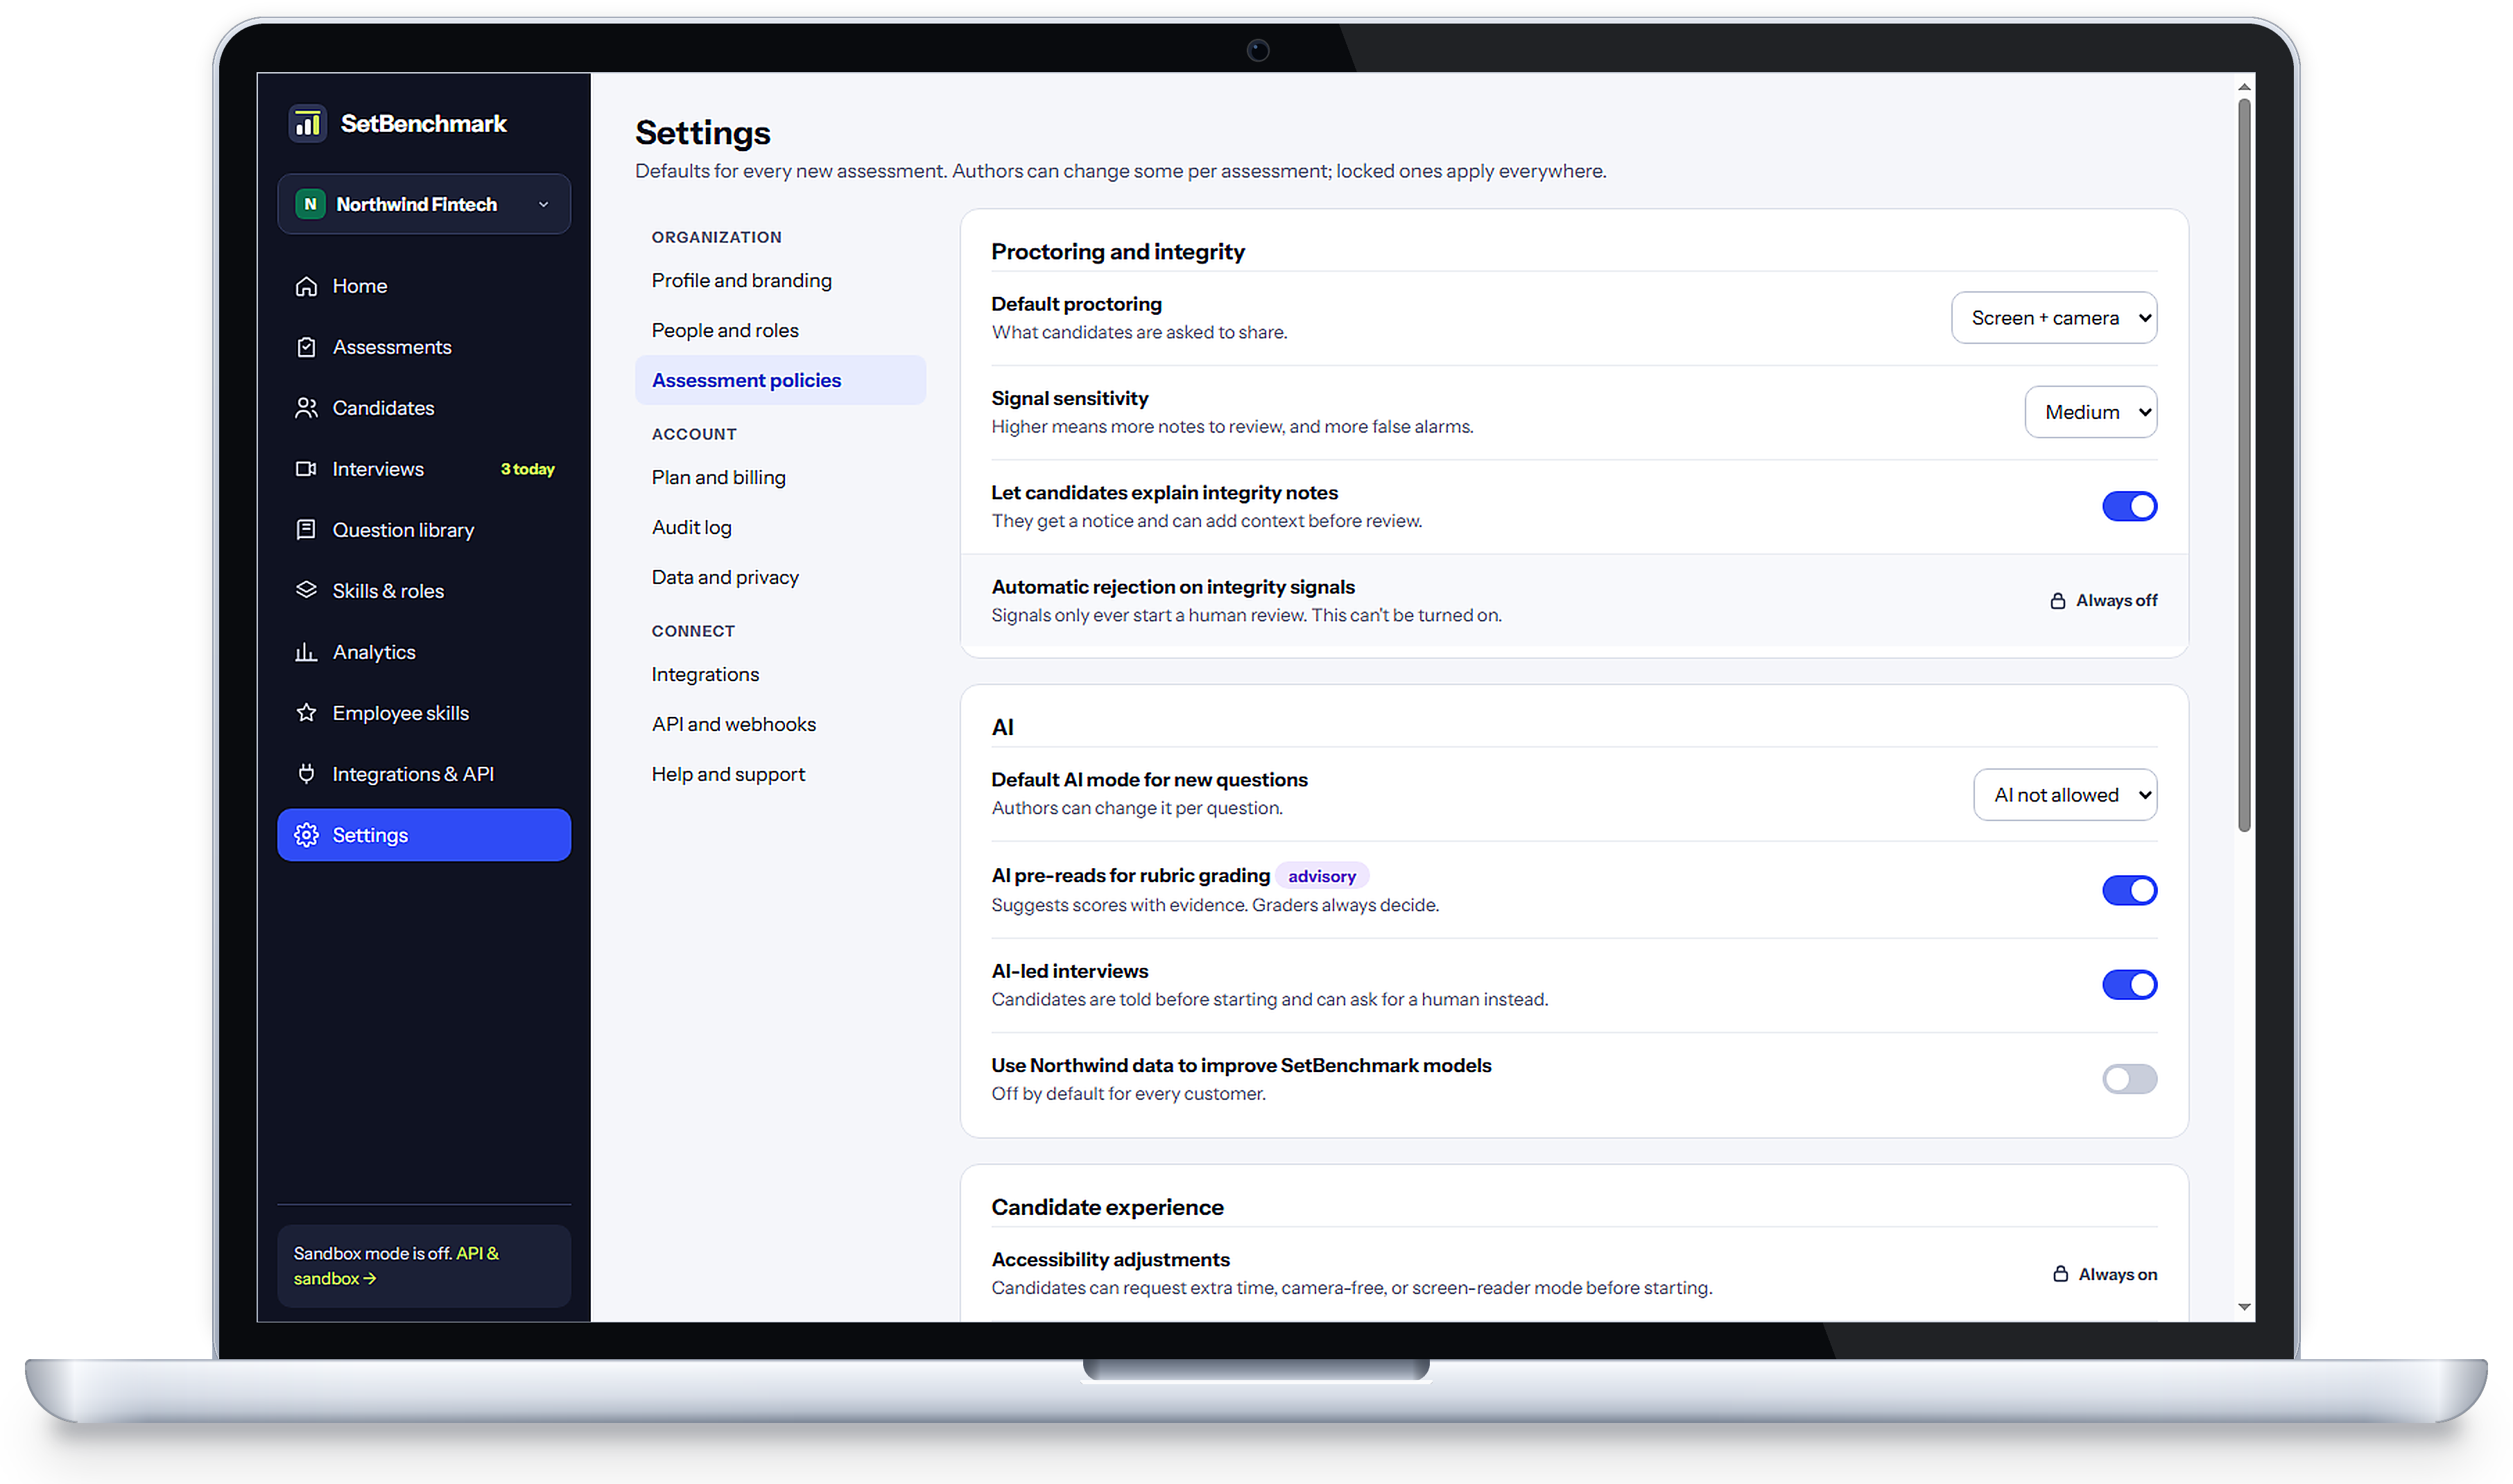 SetBenchmark
N Northwind Fintech
Home
Assessments
Candidates
Interviews 3 today
Question library
Skills & roles
Analytics
Employee skills
Integrations & API
Settings
Sandbox mode is off. API &
sandbox →
Settings
Defaults for every new assessment. Authors can change some per assessment; locked ones apply everywhere.
ORGANIZATION
Profile and branding
People and roles
Assessment policies
ACCOUNT
Plan and billing
Audit log
Data and privacy
CONNECT
Integrations
API and webhooks
Help and support
Proctoring and integrity
Default proctoring
What candidates are asked to share.
Screen + camera
Signal sensitivity
Higher means more notes to review, and more false alarms.
Medium
Let candidates explain integrity notes
They get a notice and can add context before review.
Automatic rejection on integrity signals
Signals only ever start a human review. This can't be turned on.
Always off
AI
Default AI mode for new questions
Authors can change it per question.
AI not allowed
AI pre-reads for rubric grading advisory
Suggests scores with evidence. Graders always decide.
AI-led interviews
Candidates are told before starting and can ask for a human instead.
Use Northwind data to improve SetBenchmark models
Off by default for every customer.
Candidate experience
Accessibility adjustments
Candidates can request extra time, camera-free, or screen-reader mode before starting.
Always on